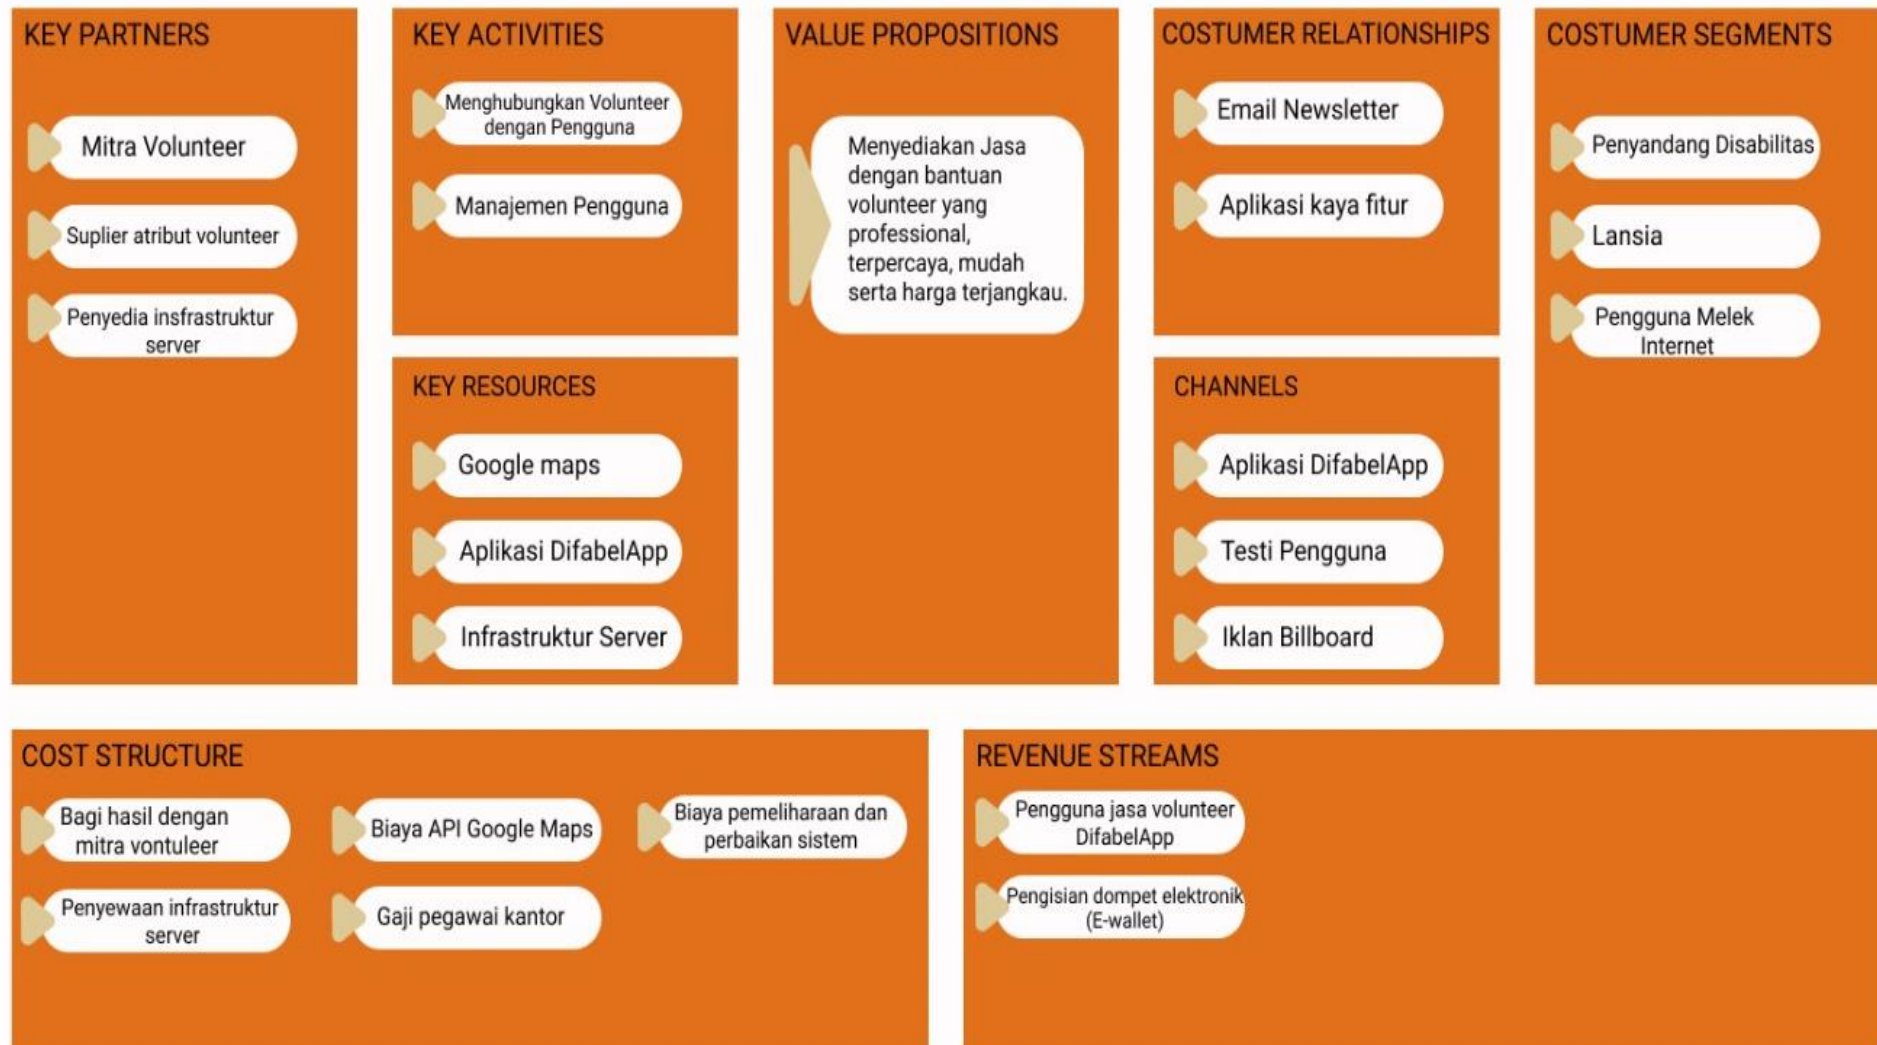 KEY PARTNERS
Mitra Volunteer
Suplier atribut volunteer
Penyedia insfrastruktur
server
KEY ACTIVITIES
Menghubungkan Volunteer
dengan Pengguna
Manajemen Pengguna
KEY RESOURCES
Google maps
Aplikasi DifabelApp
Infrastruktur Server
VALUE PROPOSITIONS
Menyediakan Jasa
dengan bantuan
volunteer yang
professional,
terpercaya, mudah
serta harga terjangkau.
COSTUMER RELATIONSHIPS
Email Newsletter
Aplikasi kaya fitur
CHANNELS
Aplikasi DifabelApp
Testi Pengguna
Iklan Billboard
COSTUMER SEGMENTS
Penyandang Disabilitas
Lansia
Pengguna Melek
Internet
COST STRUCTURE
Bagi hasil dengan
mitra vontuleer
Penyewaan infrastruktur
server
Biaya API Google Maps
Gaji pegawai kantor
Biaya pemeliharaan dan
perbaikan sistem
REVENUE STREAMS
Pengguna jasa volunteer
DifabelApp
Pengisian dompet elektronik
(E-wallet)